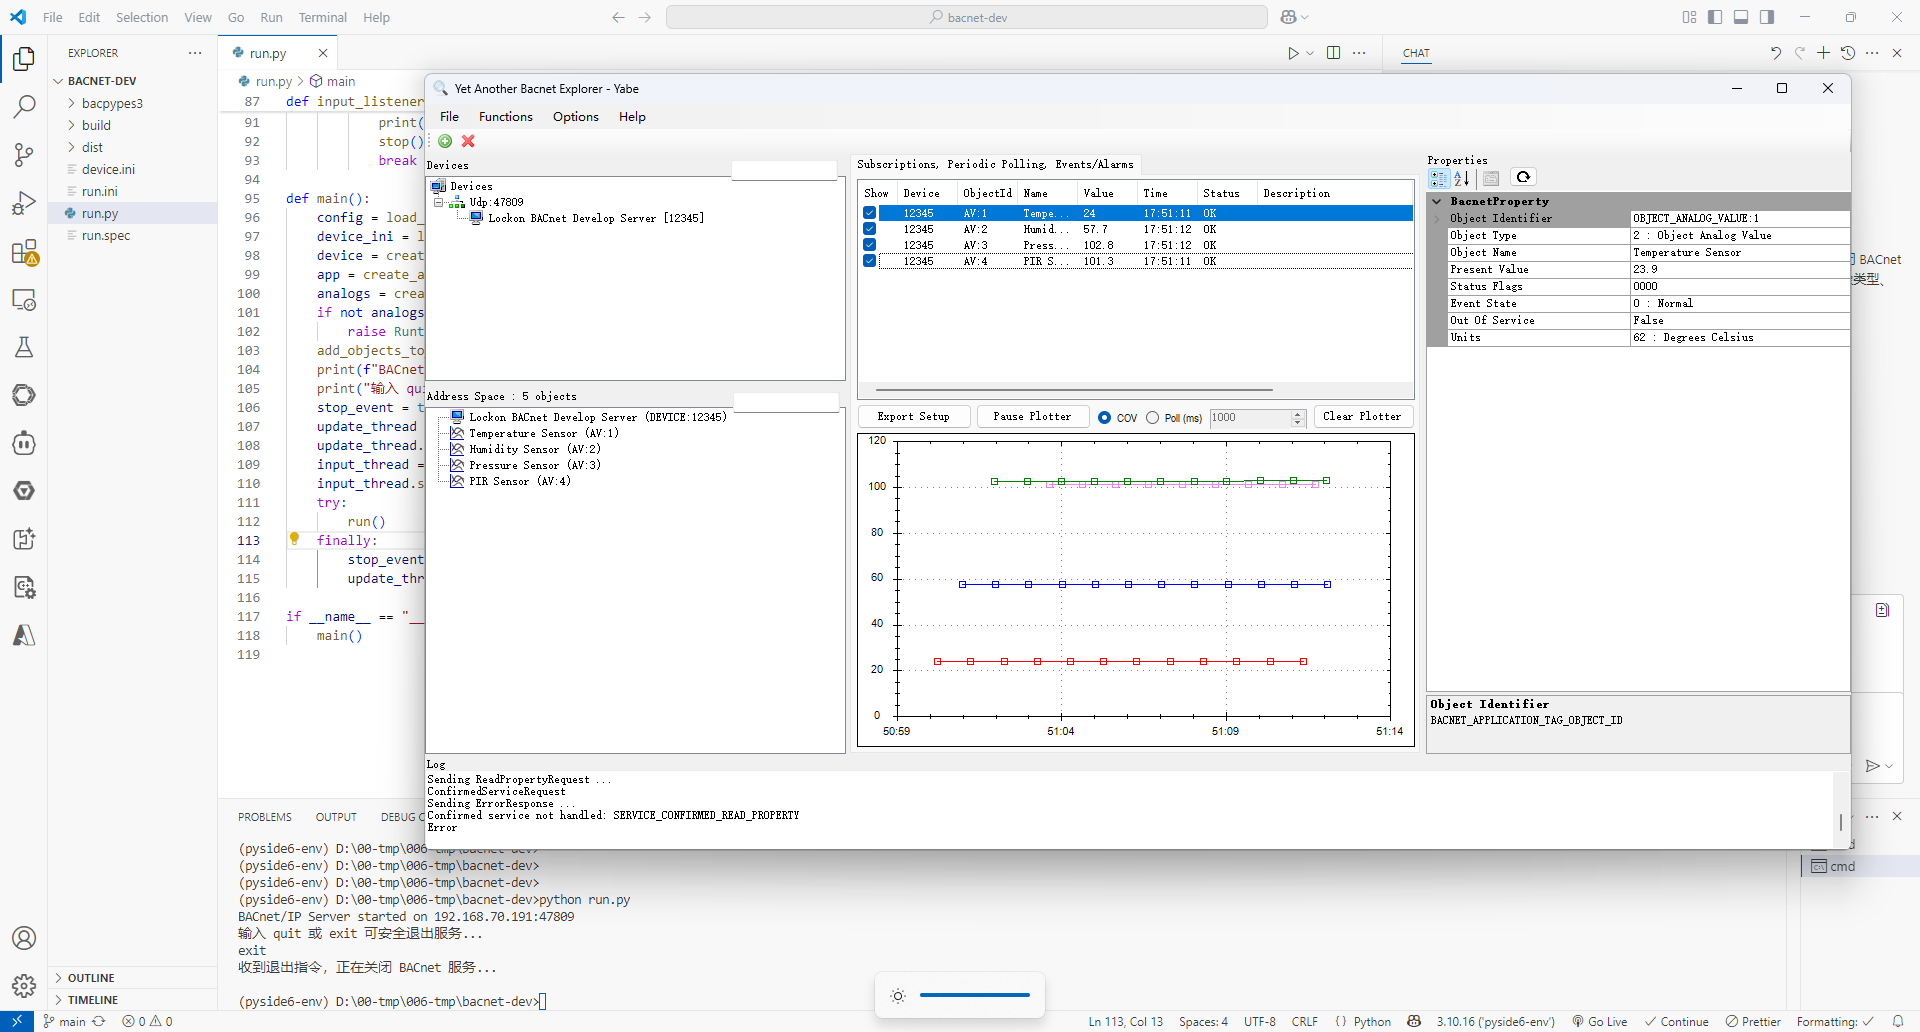 File Edit Selection View Go Run Terminal Help
bacnet-dev
EXPLORER
BACNET-DEV
bacpypes3
build
dist
device.ini
run.ini
run.py
run.spec
OUTLINE
TIMELINE
run.py
run.py > main
87 def input_listener
91 print(
92 stop()
93 break
94
95 def main():
96 config = load_
97 device_ini = l
98 device = creat
99 app = create_a
100 analogs = crea
101 if not analogs
102 raise Runt
103 add_objects_to
104 print(f"BACnet
105 print("输入 qui
106 stop_event = t
107 update_thread
108 update_thread.
109 input_thread =
110 input_thread.s
111 try:
112 run()
113 finally:
114 stop_event
115 update_thr
116
117 if __name__ == "__
118 main()
119
CHAT
BACnet
类型、
Yet Another Bacnet Explorer - Yabe
File Functions Options Help
Devices
Devices
Udp:47809
Lockon BACnet Develop Server [12345]
Address Space : 5 objects
Lockon BACnet Develop Server (DEVICE:12345)
Temperature Sensor (AV:1)
Humidity Sensor (AV:2)
Pressure Sensor (AV:3)
PIR Sensor (AV:4)
Subscriptions, Periodic Polling, Events/Alarms
Show Device ObjectId Name Value Time Status Description
12345 AV:1 Tempe... 24 17:51:11 OK
12345 AV:2 Humid... 57.7 17:51:12 OK
12345 AV:3 Press... 102.8 17:51:12 OK
12345 AV:4 PIR S... 101.3 17:51:11 OK
Export Setup Pause Plotter COV Poll (ms) 1000 Clear Plotter
120
100
80
60
40
20
0
50:59 51:04 51:09 51:14
Properties
BacnetProperty
Object Identifier OBJECT_ANALOG_VALUE:1
Object Type 2 : Object Analog Value
Object Name Temperature Sensor
Present Value 23.9
Status Flags 0000
Event State 0 : Normal
Out Of Service False
Units 62 : Degrees Celsius
Object Identifier
BACNET_APPLICATION_TAG_OBJECT_ID
Log
Sending ReadPropertyRequest ...
ConfirmedServiceRequest
Sending ErrorResponse ...
Confirmed service not handled: SERVICE_CONFIRMED_READ_PROPERTY
Error
PROBLEMS OUTPUT DEBUG C
(pyside6-env) D:\00-tmp\006-tmp\bacnet-dev>
(pyside6-env) D:\00-tmp\006-tmp\bacnet-dev>
(pyside6-env) D:\00-tmp\006-tmp\bacnet-dev>
(pyside6-env) D:\00-tmp\006-tmp\bacnet-dev>python run.py
BACnet/IP Server started on 192.168.70.191:47809
输入 quit 或 exit 可安全退出服务...
exit
收到退出指令，正在关闭 BACnet 服务...
(pyside6-env) D:\00-tmp\006-tmp\bacnet-dev>
cmd
main 0 0 Ln 113, Col 13 Spaces: 4 UTF-8 CRLF Python 3.10.16 ('pyside6-env') Go Live Continue Prettier Formatting: